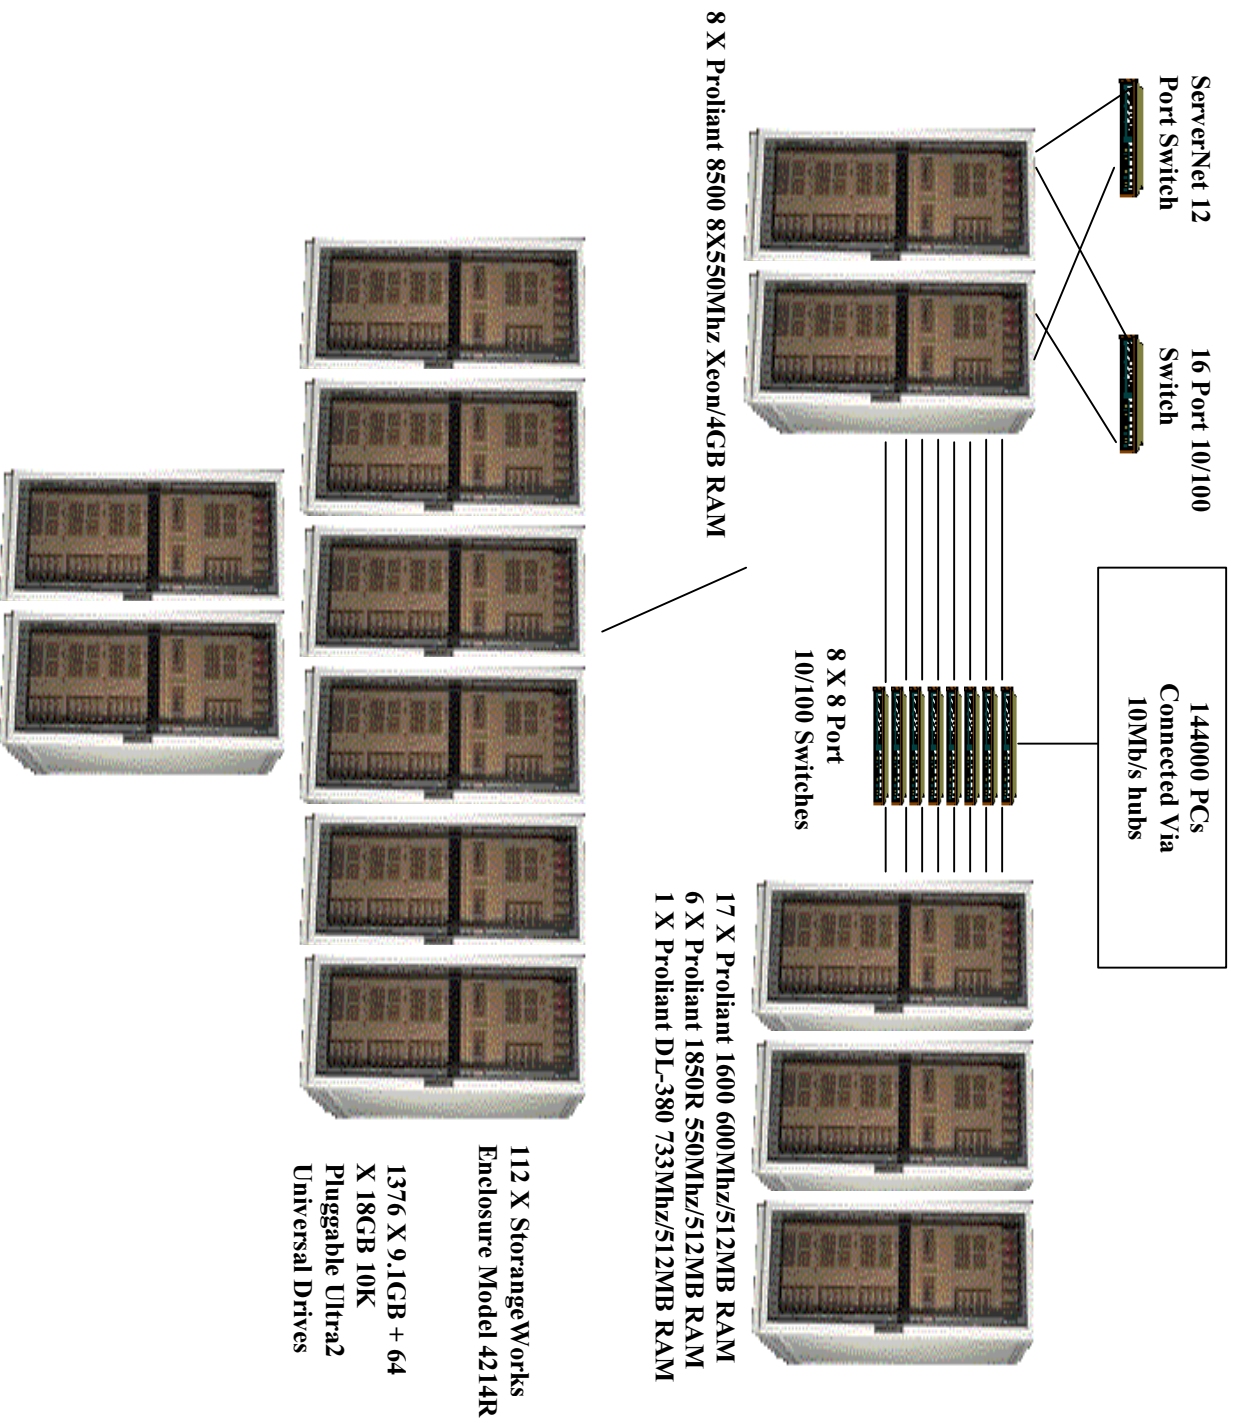 ServerNet 12
Port Switch
16 Port 10/100
Switch
144000 PCs
Connected Via
10Mb/s hubs
8 X 8 Port
10/100 Switches
8 X Proliant 8500 8X550Mhz Xeon/4GB RAM
17 X Proliant 1600 600Mhz/512MB RAM
6 X Proliant 1850R 550Mhz/512MB RAM
1 X Proliant DL-380 733Mhz/512MB RAM
112 X StorangeWorks
Enclosure Model 4214R
1376 X 9.1GB + 64
X 18GB 10K
Pluggable Ultra2
Universal Drives